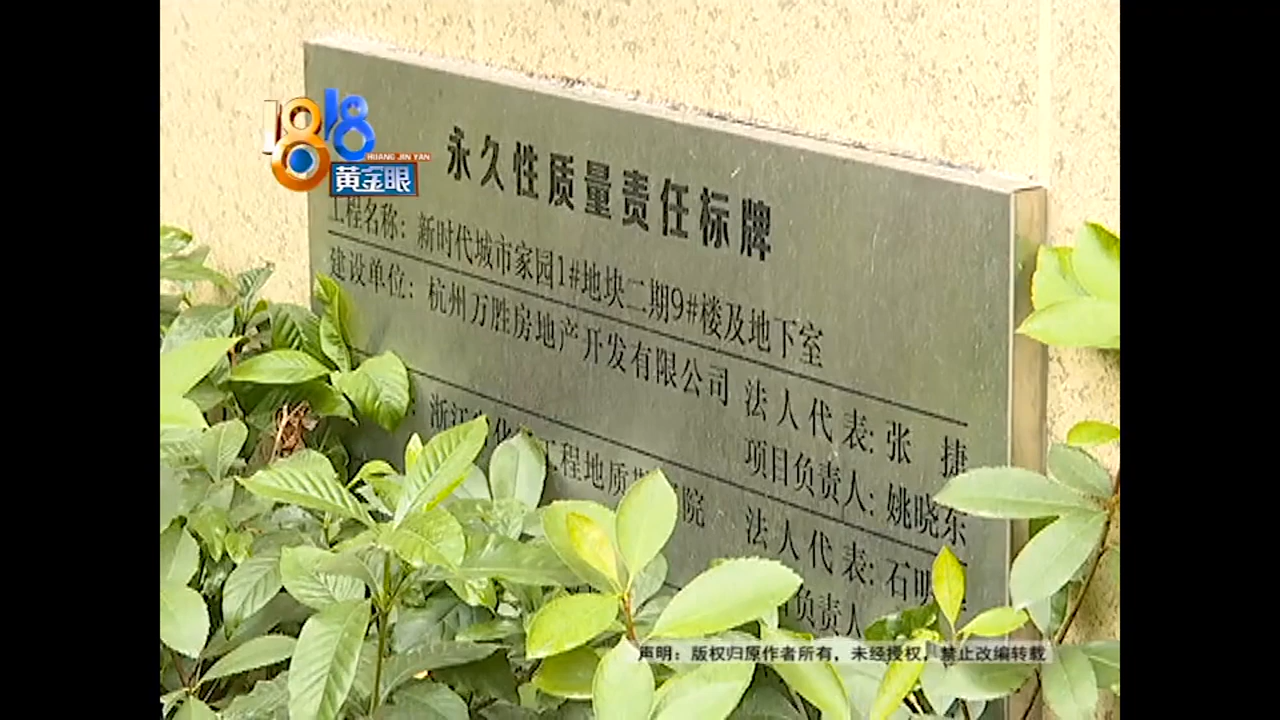 1818
HUANG JIN YAN
黄金眼
永久性质量责任标牌
工程名称：新时代城市家园1#地块二期9#楼及地下室
建设单位：杭州万胜房地产开发有限公司 法人代表：张 捷
项目负责人：姚晓东
浙江 工程地质 院 法人代表：石明
负责人
声明：版权归原作者所有，未经授权，禁止改编转载